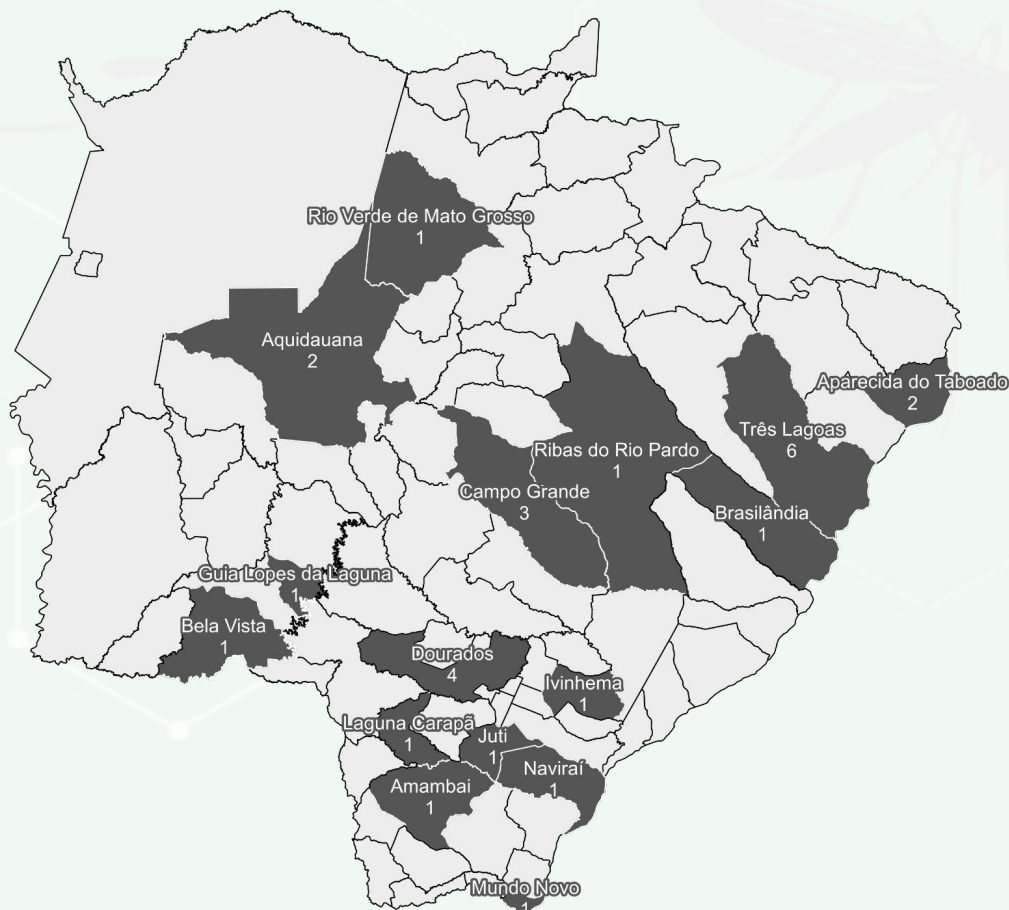 Rio Verde de Mato Grosso
1
Aquidauana
2
Aparecida do Taboado
2
Três Lagoas
6
Ribas do Rio Pardo
1
Campo Grande
3
Brasilândia
1
Guia Lopes da Laguna
1
Bela Vista
1
Dourados
4
Ivinhema
1
Laguna Carapã
1
Juti
1
Naviraí
1
Amambai
1
Mundo Novo
1